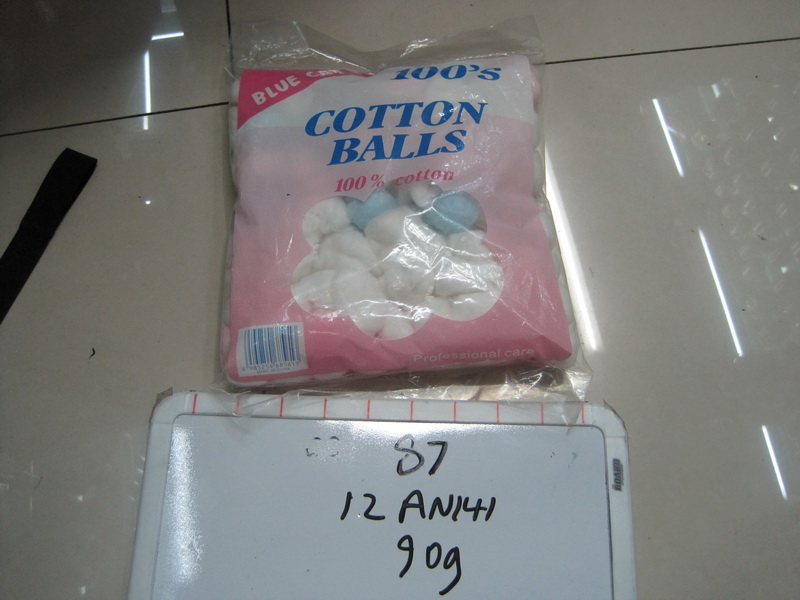 BLUE
100's
COTTON
BALLS
100% cotton
Professional care
87
12 AN141
90g